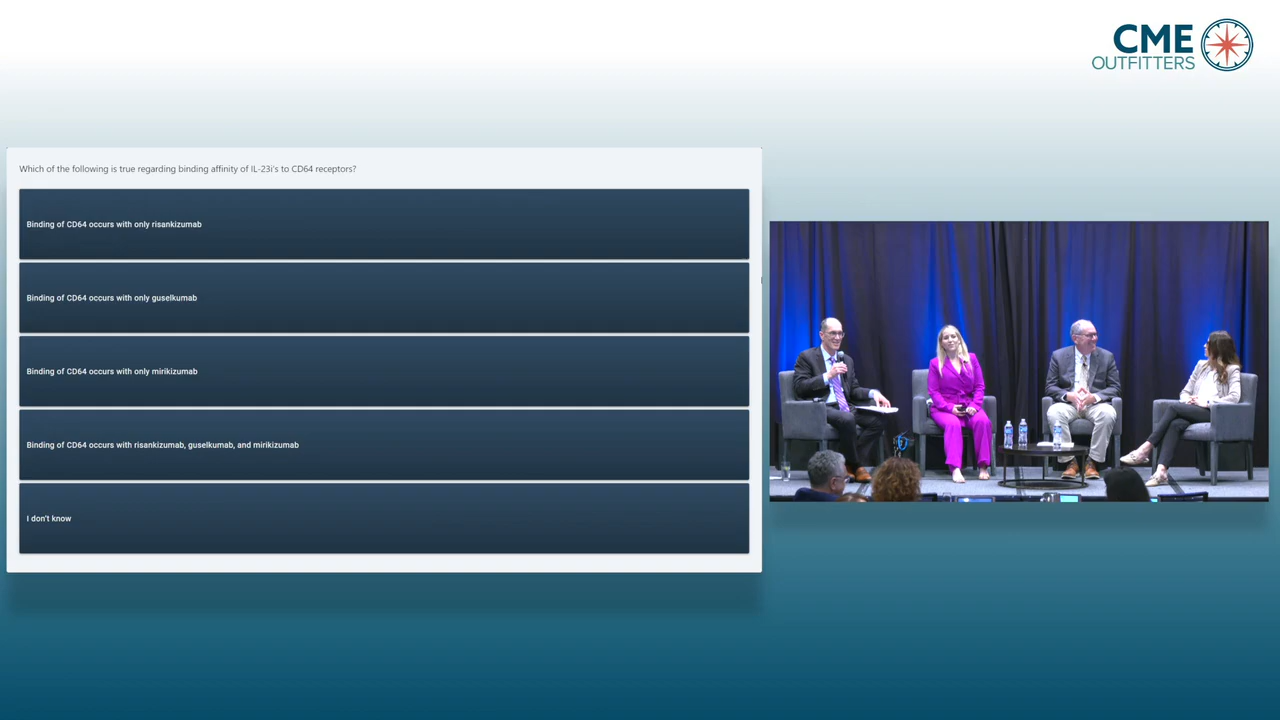 CME
OUTFITTERS
Which of the following is true regarding binding affinity of IL-23i's to CD64 receptors?
Binding of CD64 occurs with only risankizumab
Binding of CD64 occurs with only guselkumab
Binding of CD64 occurs with only mirikizumab
Binding of CD64 occurs with risankizumab, guselkumab, and mirikizumab
I don't know